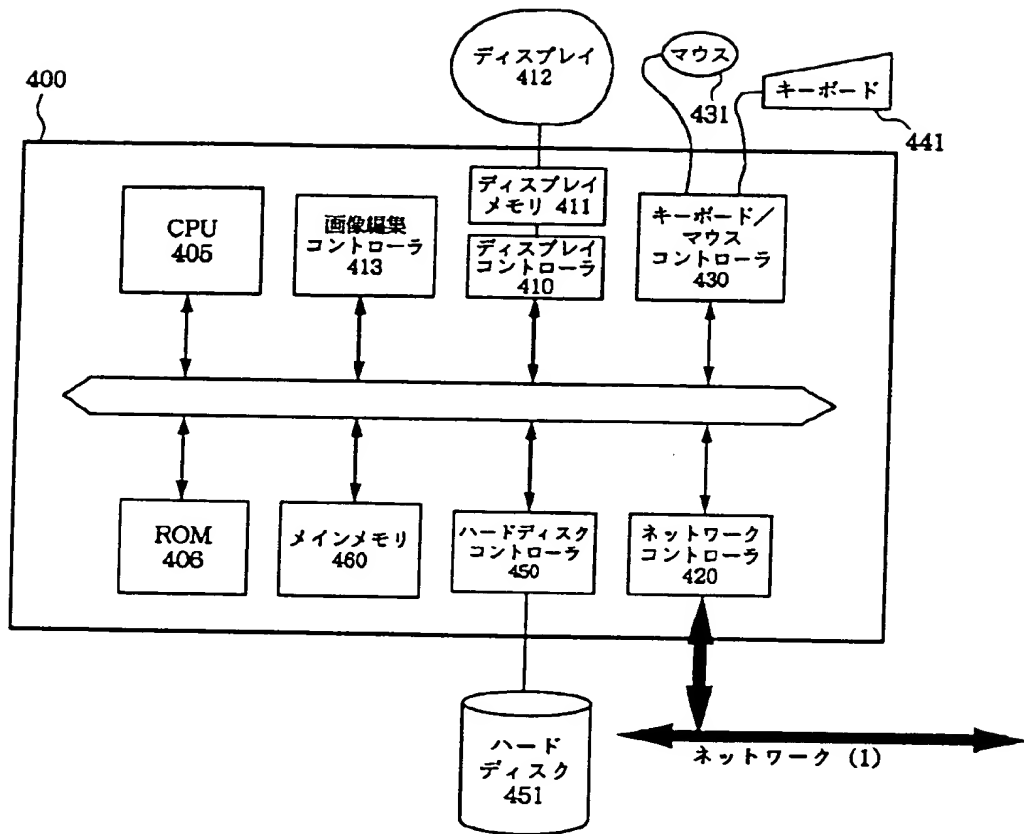 ディスプレイ
412
マウス
431
キーボード
441
400
CPU
405
画像編集
コントローラ
413
ディスプレイ
メモリ 411
ディスプレイ
コントローラ
410
キーボード／
マウス
コントローラ
430
ROM
406
メインメモリ
460
ハードディスク
コントローラ
450
ネットワーク
コントローラ
420
ハード
ディスク
451
ネットワーク (1)